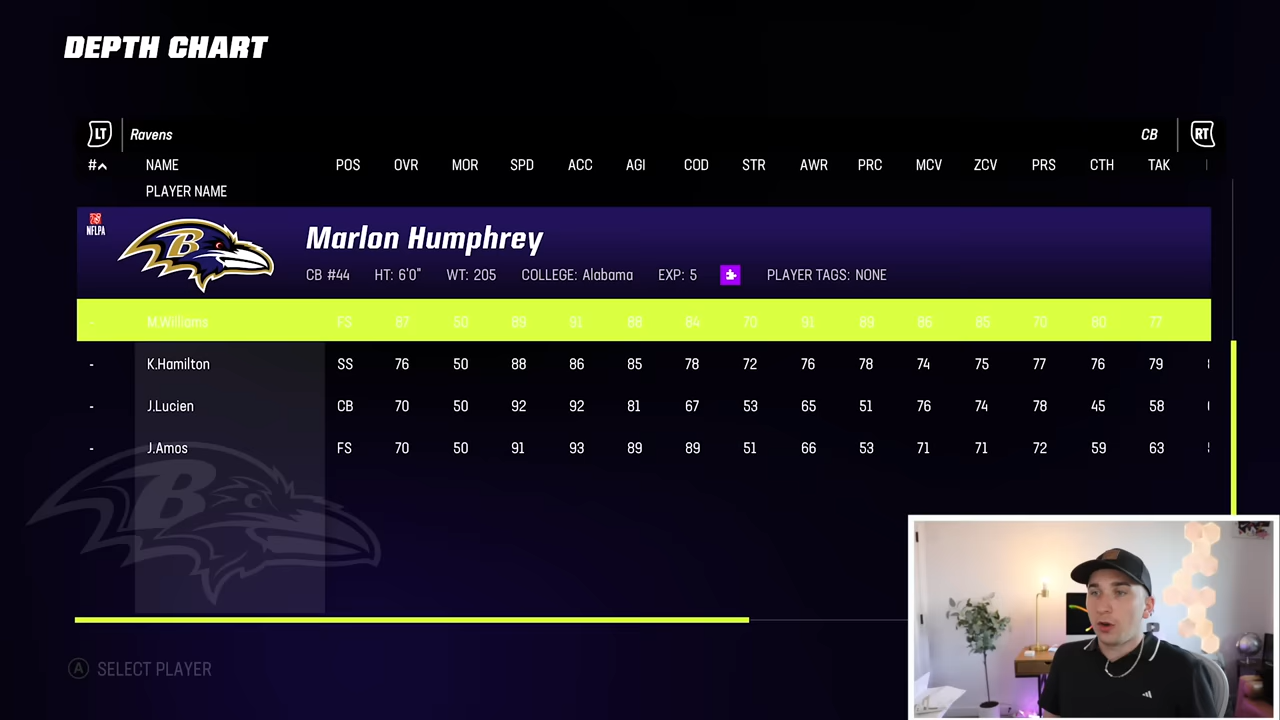 DEPTH CHART
LT Ravens CB RT
# NAME POS OVR MOR SPD ACC AGI COD STR AWR PRC MCV ZCV PRS CTH TAK
PLAYER NAME
NFLPA
B
Marlon Humphrey
CB #44 HT: 6'0" WT: 205 COLLEGE: Alabama EXP: 5 PLAYER TAGS: NONE
- M.Williams FS 87 50 89 91 88 84 70 91 89 86 85 70 80 77
- K.Hamilton SS 76 50 88 86 85 78 72 76 78 74 75 77 76 79
- J.Lucien CB 70 50 92 92 81 67 53 65 51 76 74 78 45 58
- J.Amos FS 70 50 91 93 89 89 51 66 53 71 71 72 59 63
B
A SELECT PLAYER